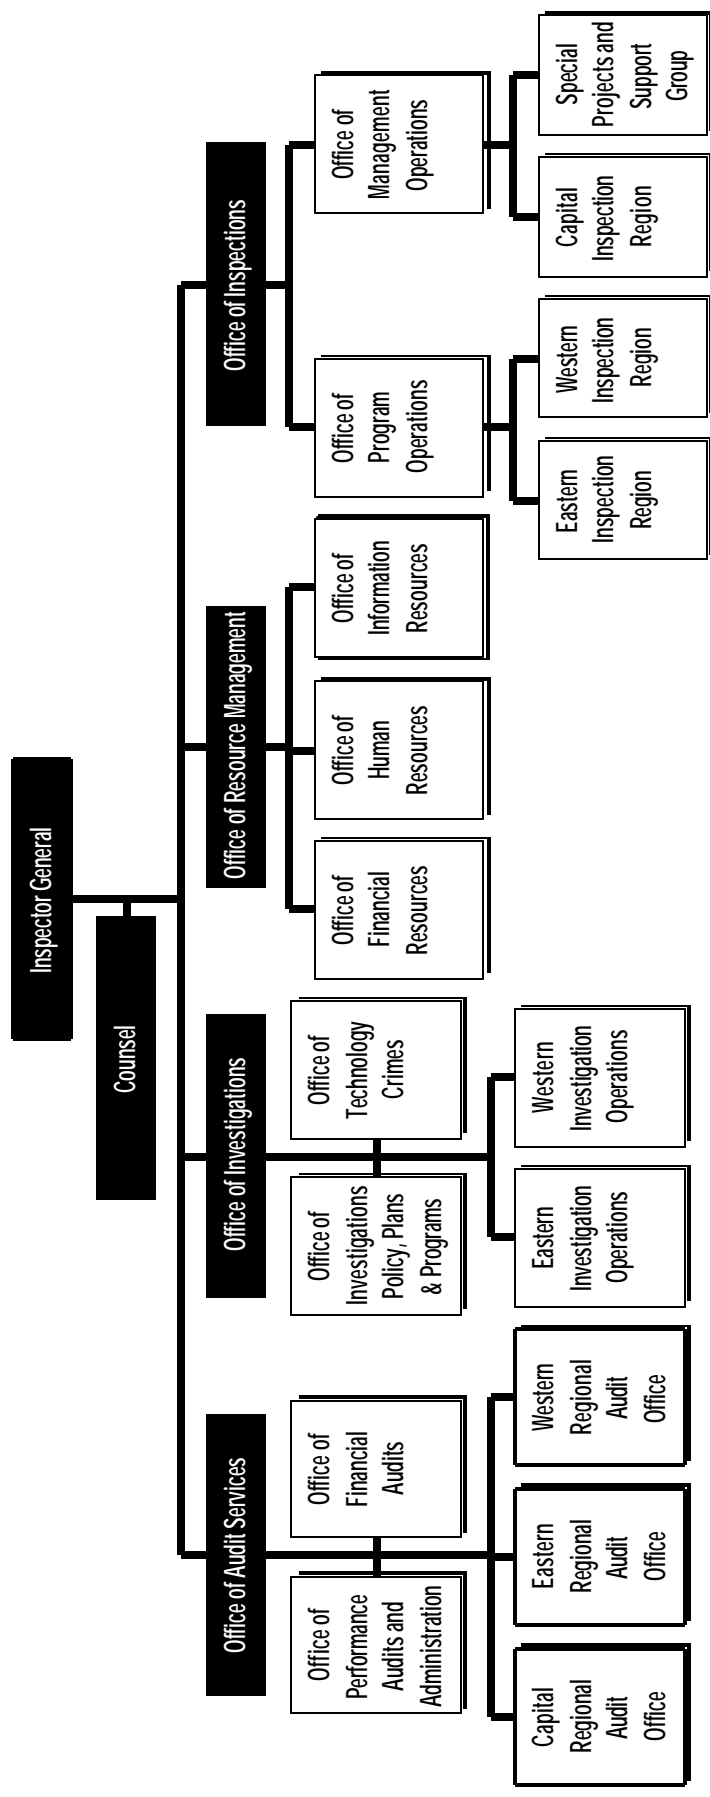 Inspector General
Counsel
Office of Audit Services
Office of Investigations
Office of Resource Management
Office of Inspections
Office of
Performance
Audits and
Administration
Office of
Financial
Audits
Capital
Regional
Audit
Office
Eastern
Regional
Audit
Office
Western
Regional
Audit
Office
Office of
Investigations
Policy, Plans
& Programs
Office of
Technology
Crimes
Eastern
Investigation
Operations
Western
Investigation
Operations
Office of
Financial
Resources
Office of
Human
Resources
Office of
Information
Resources
Office of
Program
Operations
Office of
Management
Operations
Eastern
Inspection
Region
Western
Inspection
Region
Capital
Inspection
Region
Special
Projects and
Support
Group